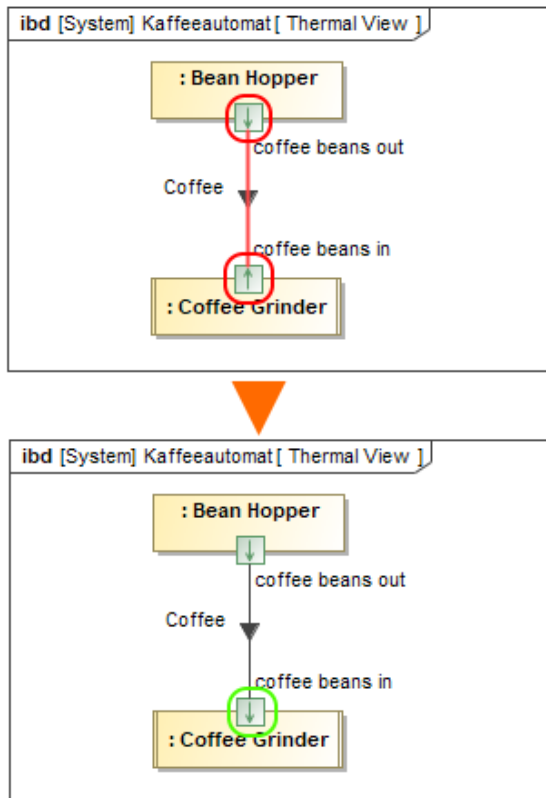 ibd [System] Kaffeeautomat[ Thermal View ]
: Bean Hopper
coffee beans out
Coffee
coffee beans in
: Coffee Grinder
ibd [System] Kaffeeautomat[ Thermal View ]
: Bean Hopper
coffee beans out
Coffee
coffee beans in
: Coffee Grinder